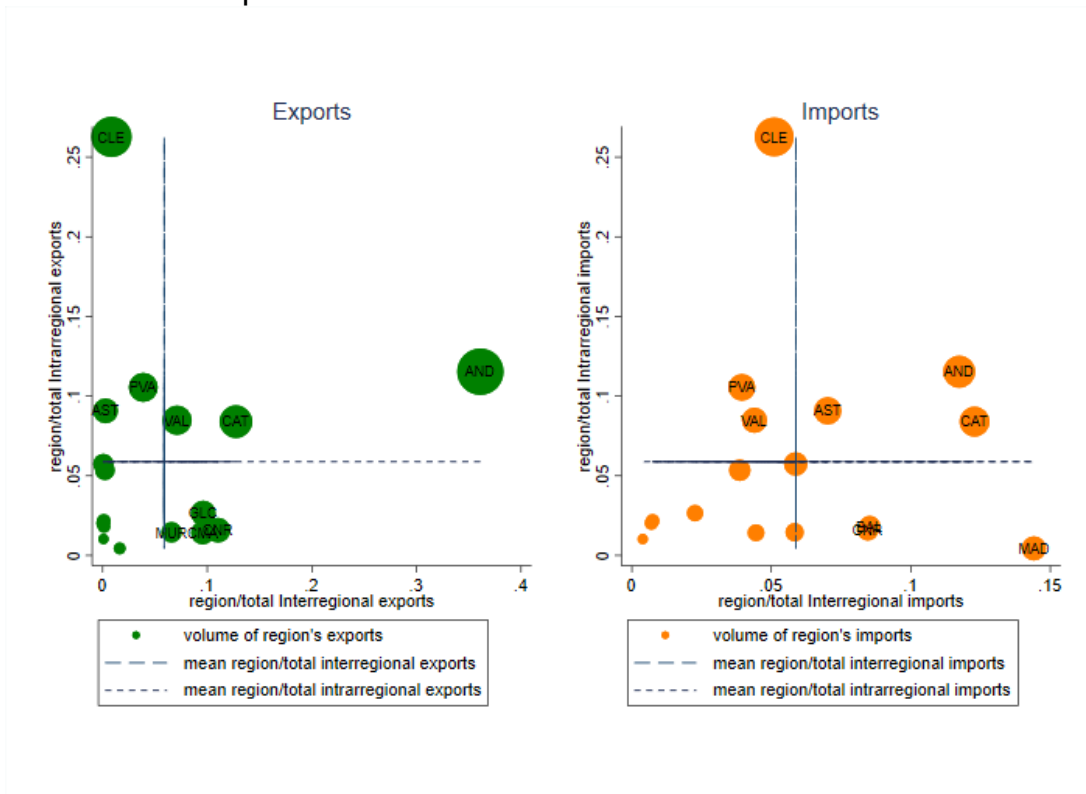 Exports
Imports
CLE
AND
PVA
AST
VAL
CAT
GLC
MUR
CMA
CNR
region/total Intrarregional exports
0
.05
.1
.15
.2
.25
0
.1
.2
.3
.4
region/total Interregional exports
volume of region's exports
mean region/total interregional exports
mean region/total intrarregional exports
CLE
AND
PVA
AST
VAL
CAT
BAL
CNR
MAD
region/total Intrarregional imports
0
.05
.1
.15
.2
.25
0
.05
.1
.15
region/total Interregional imports
volume of region's imports
mean region/total interregional imports
mean region/total intrarregional imports